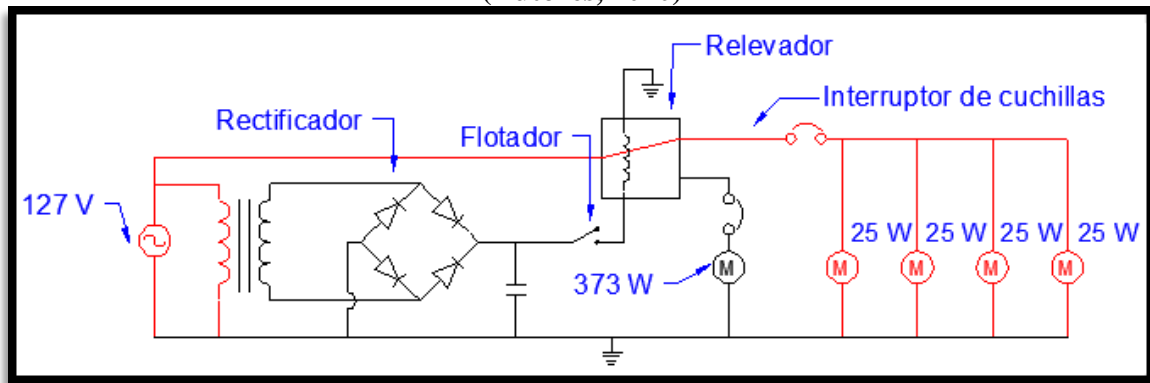 Relevador
Interruptor de cuchillas
Rectificador
Flotador
127 V
25 W 25 W 25 W 25 W
373 W
M M M M M